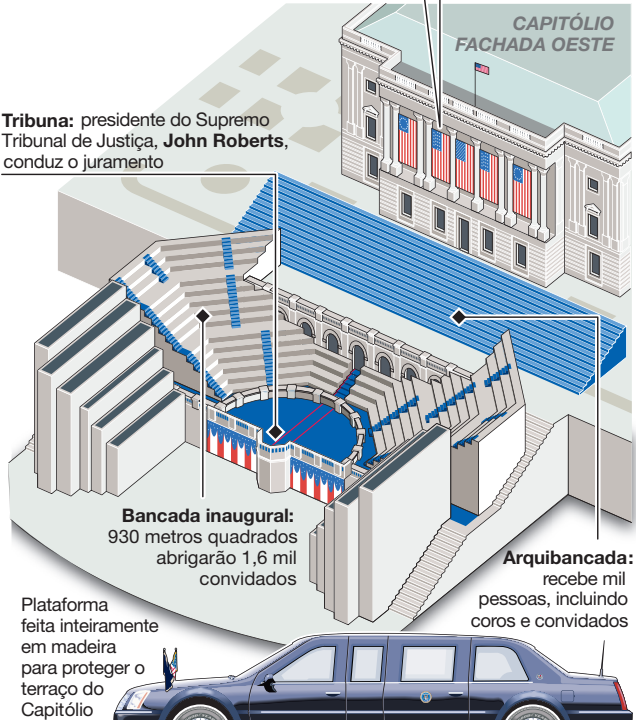 CAPITÓLIO
FACHADA OESTE
Tribuna: presidente do Supremo
Tribunal de Justiça, John Roberts,
conduz o juramento
Bancada inaugural:
930 metros quadrados
abrigarão 1,6 mil
convidados
Arquibancada:
recebe mil
pessoas, incluindo
coros e convidados
Plataforma
feita inteiramente
em madeira
para proteger o
terraço do
Capitólio